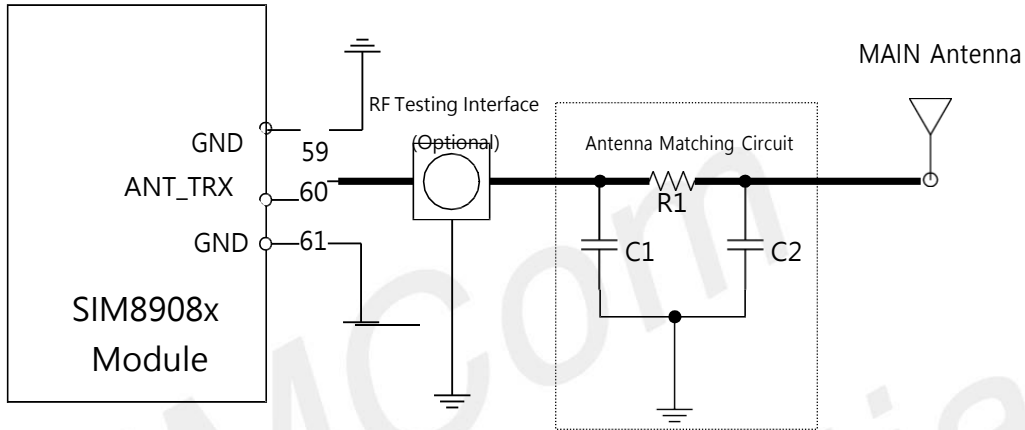 MAIN Antenna
RF Testing Interface
(Optional)
Antenna Matching Circuit
GND
59
ANT_TRX
60
R1
GND
61
C1
C2
SIM8908x
Module